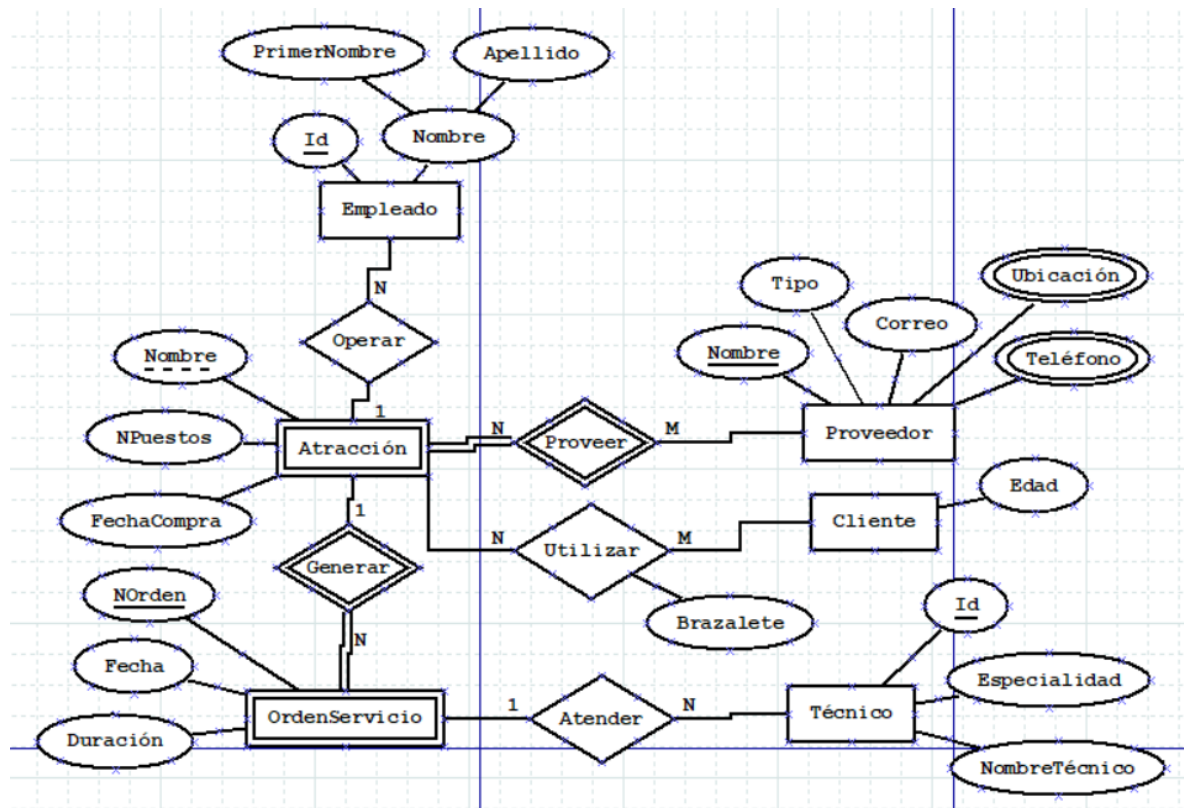 PrimerNombre
Apellido
Id
Nombre
Empleado
N
Operar
1
Nombre
NPuestos
FechaCompra
Atracción
N
Proveer
M
Tipo
Ubicación
Correo
Nombre
Teléfono
Proveedor
1
Generar
N
N
Utilizar
M
Cliente
Edad
Brazalete
NOrden
Fecha
Duración
OrdenServicio
1
Atender
N
Técnico
Id
Especialidad
NombreTécnico